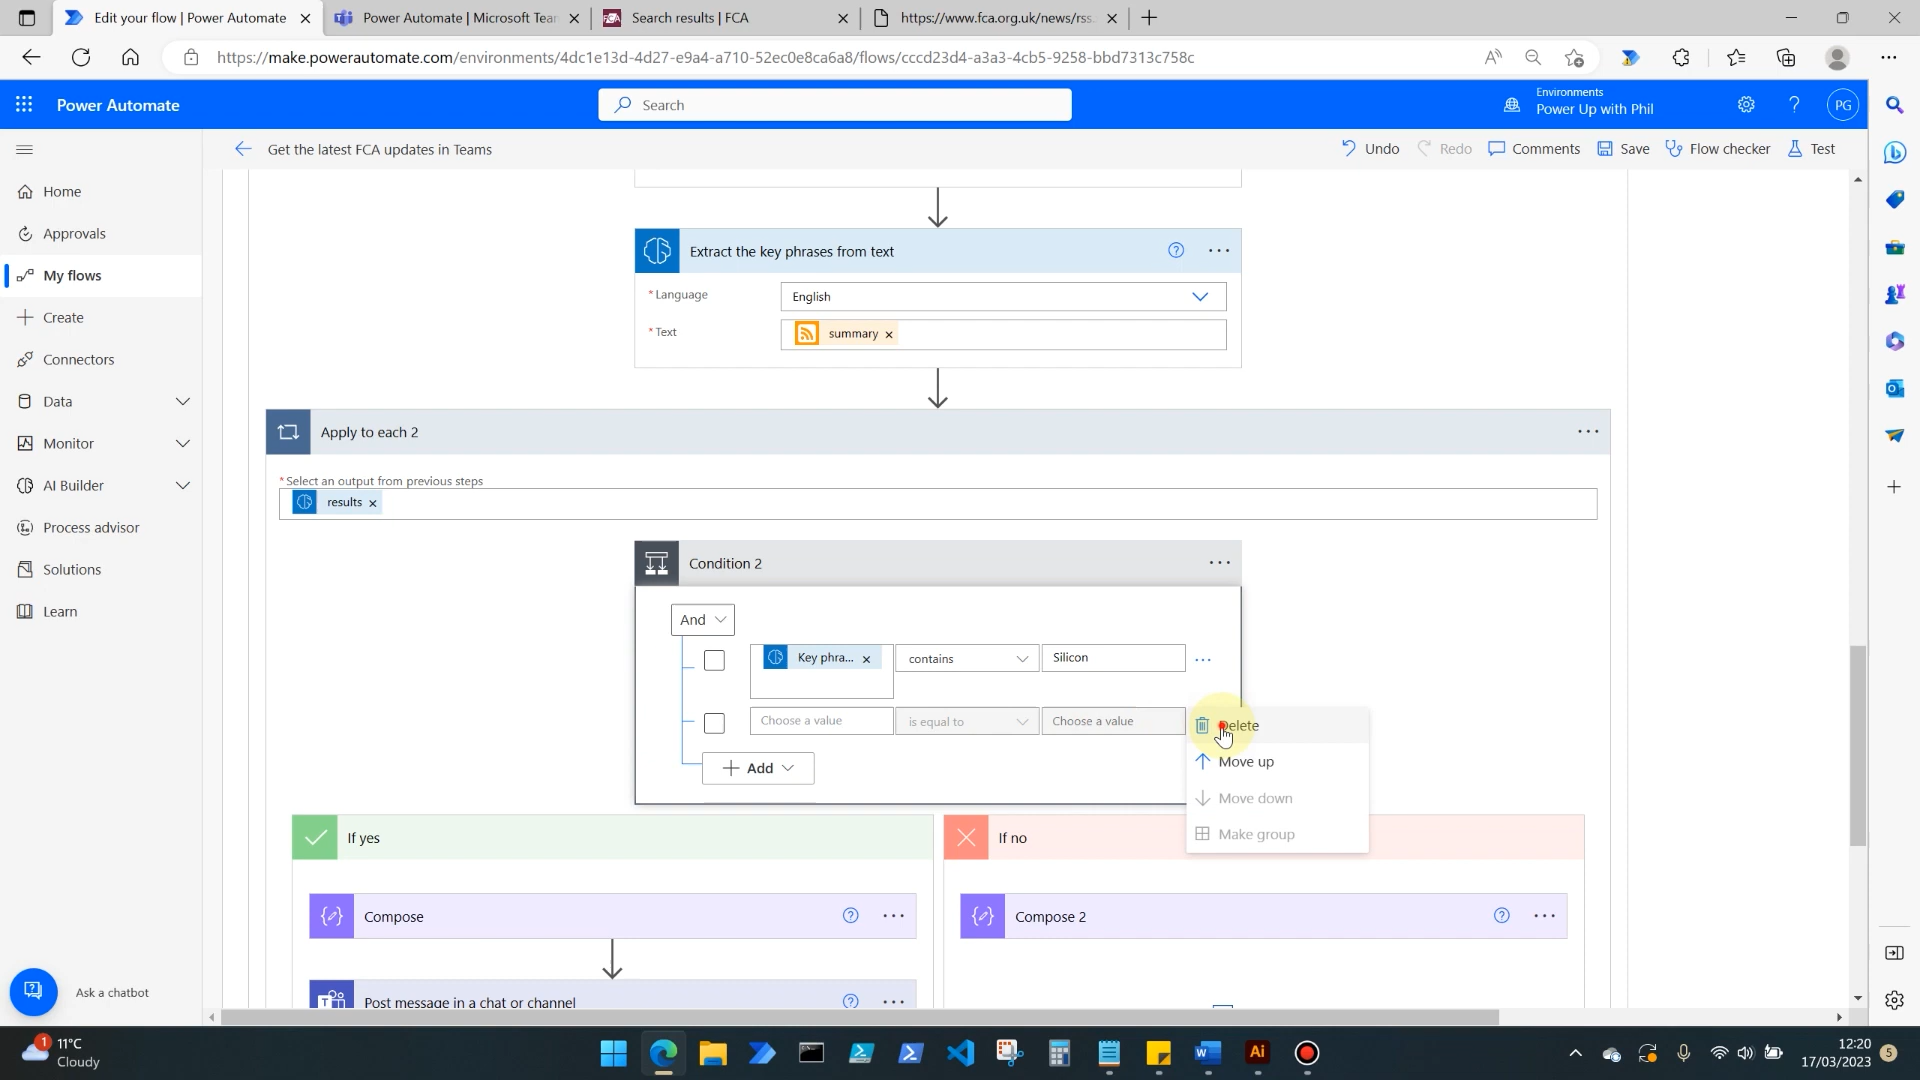 Edit your flow | Power Automate
Power Automate | Microsoft Tear
Search results | FCA
https://www.fca.org.uk/news/rss.
https://make.powerautomate.com/environments/4dc1e13d-4d27-e9a4-a710-52ec0e8ca6a8/flows/cccd23d4-a3a3-4cb5-9258-bbd7313c758c
Power Automate
Search
Environments
Power Up with Phil
PG
Get the latest FCA updates in Teams
Undo
Redo
Comments
Save
Flow checker
Test
Home
Approvals
My flows
Create
Connectors
Data
Monitor
AI Builder
Process advisor
Solutions
Learn
Ask a chatbot
Extract the key phrases from text
* Language
English
* Text
summary
Apply to each 2
* Select an output from previous steps
results
Condition 2
And
Key phra...
contains
Silicon
Choose a value
is equal to
Choose a value
Add
Delete
Move up
Move down
Make group
If yes
If no
Compose
Compose 2
Post message in a chat or channel
1
11°C
Cloudy
Ai
12:20
17/03/2023
5